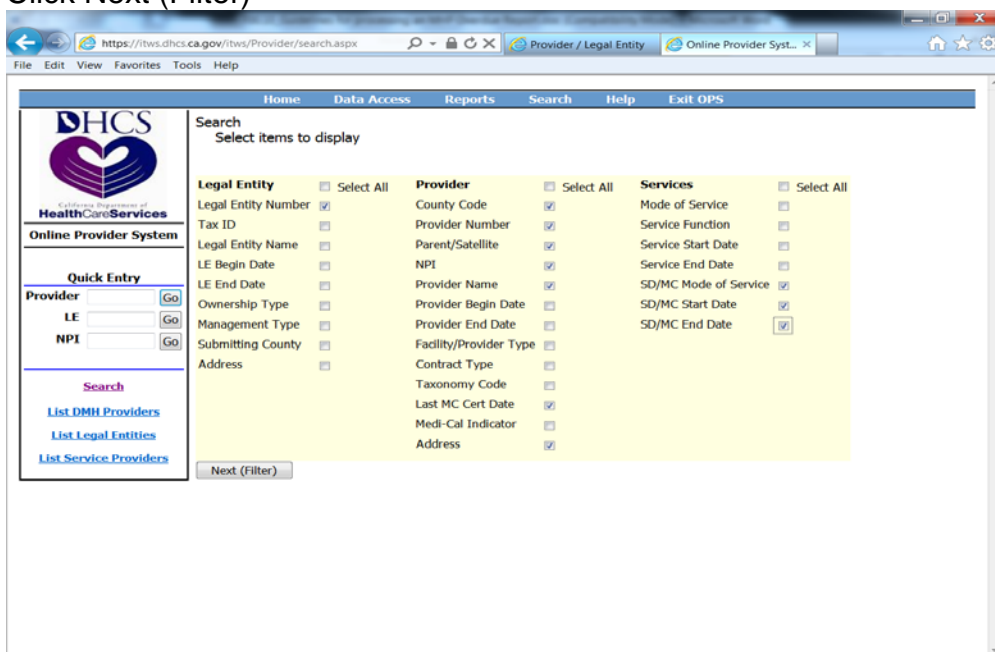 Click Next (Filter)
https://itws.dhcs.ca.gov/itws/Provider/search.aspx
Provider / Legal Entity
Online Provider Syst...
File Edit View Favorites Tools Help
Home Data Access Reports Search Help Exit OPS
DHCS
California Department of
HealthCareServices
Online Provider System
Quick Entry
Provider Go
LE Go
NPI Go
Search
List DMH Providers
List Legal Entities
List Service Providers
Search
Select items to display
Legal Entity Select All
Legal Entity Number
Tax ID
Legal Entity Name
LE Begin Date
LE End Date
Ownership Type
Management Type
Submitting County
Address
Provider Select All
County Code
Provider Number
Parent/Satellite
NPI
Provider Name
Provider Begin Date
Provider End Date
Facility/Provider Type
Contract Type
Taxonomy Code
Last MC Cert Date
Medi-Cal Indicator
Address
Services Select All
Mode of Service
Service Function
Service Start Date
Service End Date
SD/MC Mode of Service
SD/MC Start Date
SD/MC End Date
Next (Filter)